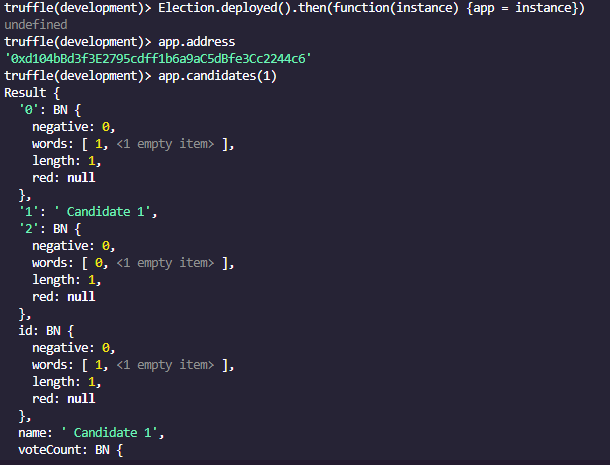 truffle(development)> Election.deployed().then(function(instance) {app = instance})
undefined
truffle(development)> app.address
'0xd104bBd3f3E2795cdff1b6a9aC5dBfe3Cc2244c6'
truffle(development)> app.candidates(1)
Result {
  '0': BN {
    negative: 0,
    words: [ 1, <1 empty item> ],
    length: 1,
    red: null
  },
  '1': ' Candidate 1',
  '2': BN {
    negative: 0,
    words: [ 0, <1 empty item> ],
    length: 1,
    red: null
  },
  id: BN {
    negative: 0,
    words: [ 1, <1 empty item> ],
    length: 1,
    red: null
  },
  name: ' Candidate 1',
  voteCount: BN {